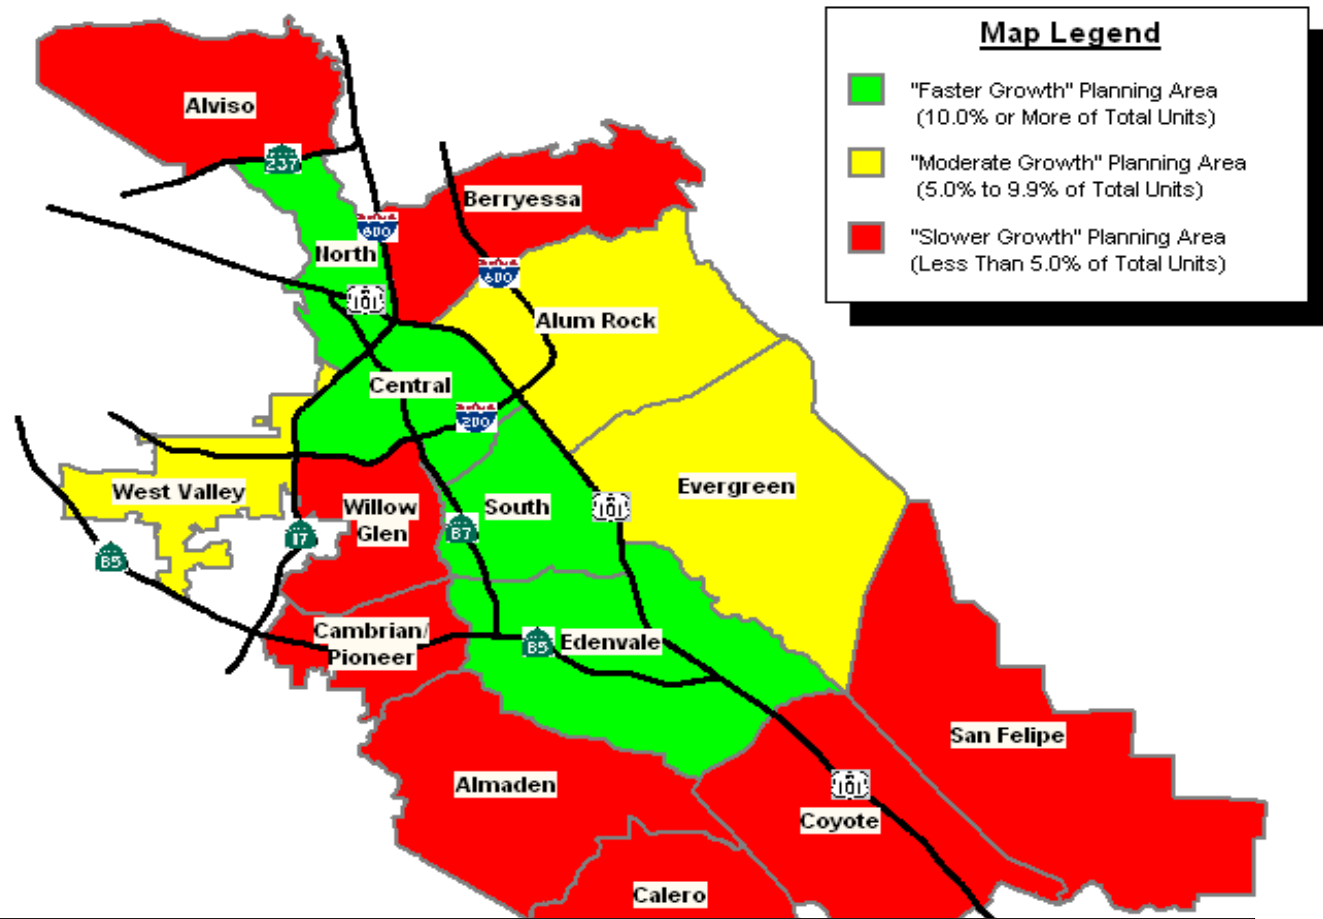 Map Legend
"Faster Growth" Planning Area
(10.0% or More of Total Units)
"Moderate Growth" Planning Area
(5.0% to 9.9% of Total Units)
"Slower Growth" Planning Area
(Less Than 5.0% of Total Units)
Alviso
237
Berryessa
North
101
680
Alum Rock
Central
280
West Valley
Evergreen
Willow
Glen
South
101
87
17
85
Cambrian/
Pioneer
85
Edenvale
San Felipe
Almaden
101
Coyote
Calero